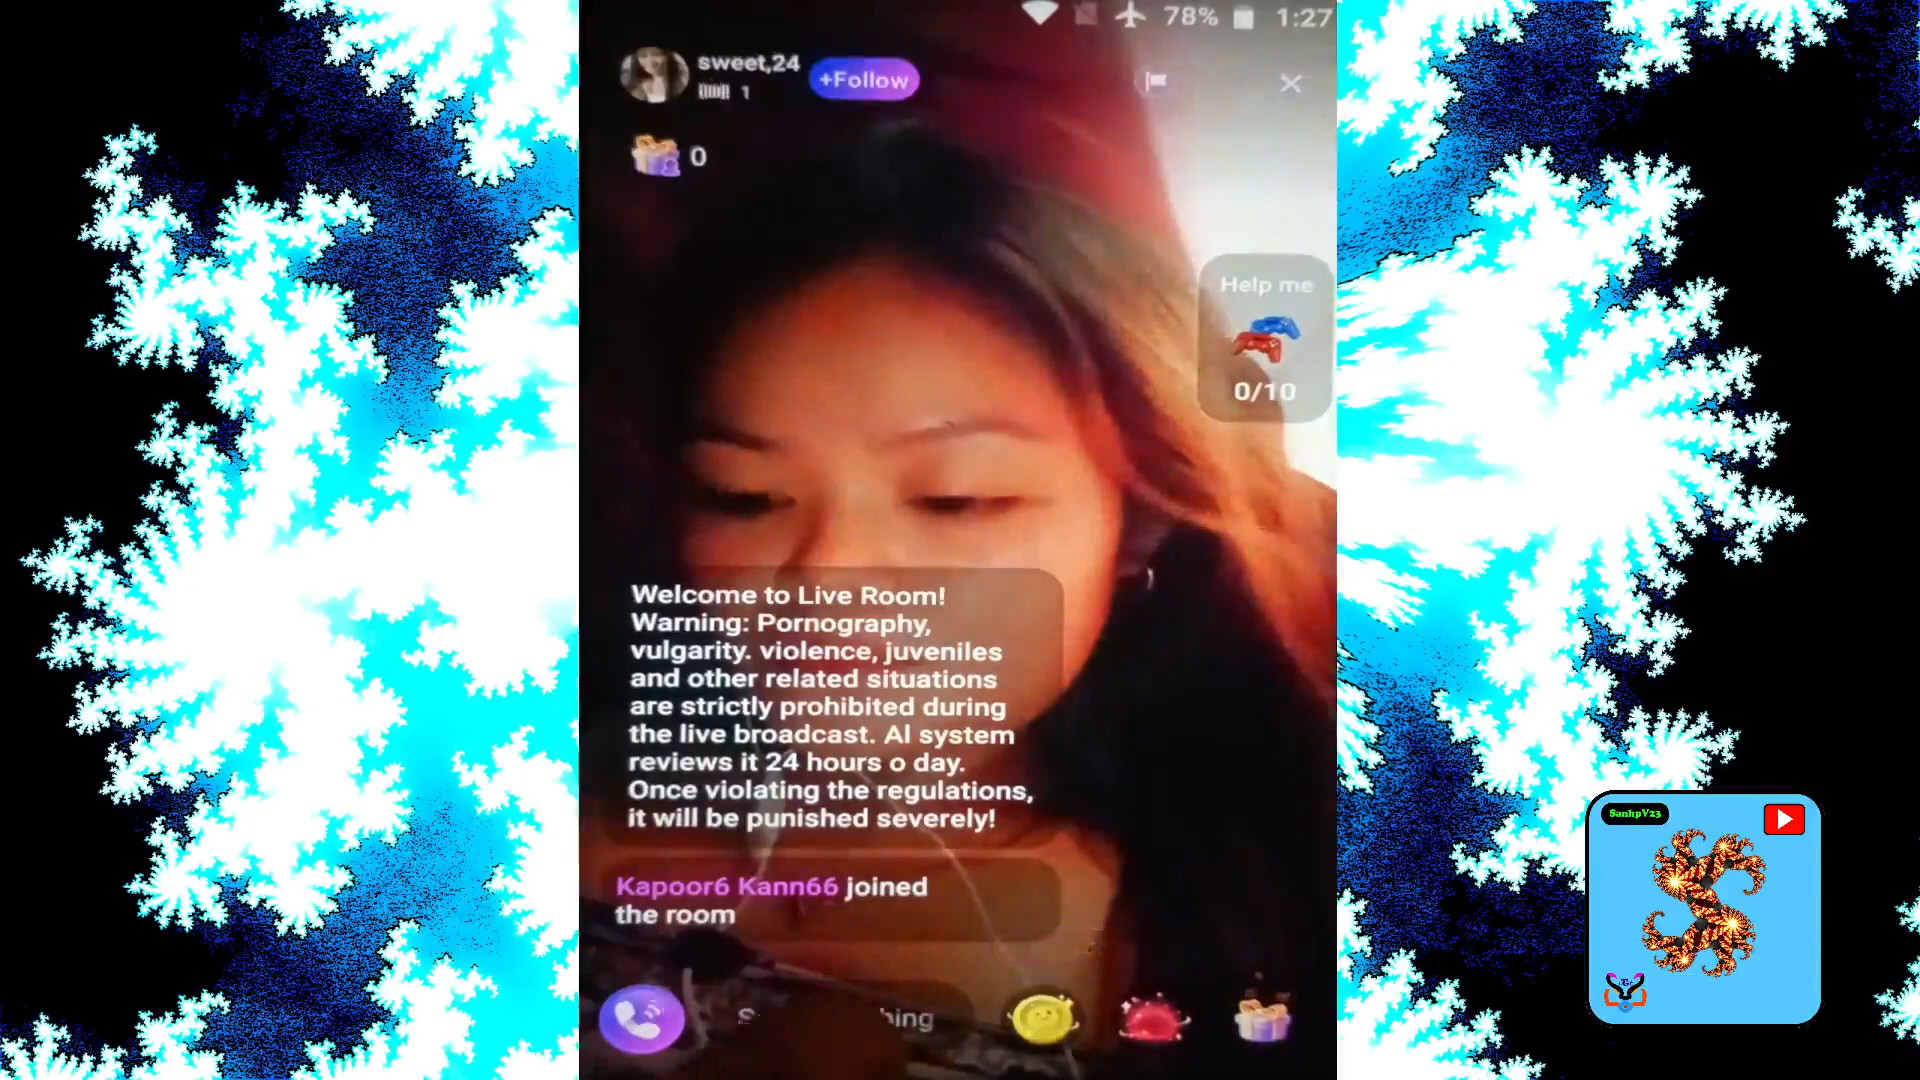 78% 1:27
sweet,24
1
+Follow
0
Help me
0/10
Welcome to Live Room!
Warning: Pornography,
vulgarity. violence, juveniles
and other related situations
are strictly prohibited during
the live broadcast. AI system
reviews it 24 hours o day.
Once violating the regulations,
it will be punished severely!
Kapoor6 Kann66 joined
the room
SanhpV23